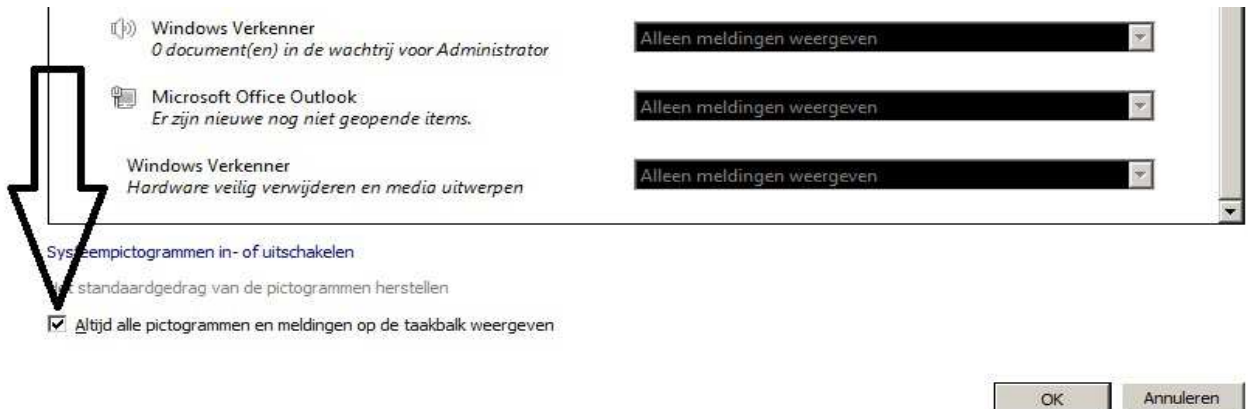 Windows Verkenner
0 document(en) in de wachtrij voor Administrator
Alleen meldingen weergeven
Microsoft Office Outlook
Er zijn nieuwe nog niet geopende items.
Alleen meldingen weergeven
Windows Verkenner
Hardware veilig verwijderen en media uitwerpen
Alleen meldingen weergeven
Systeempictogrammen in- of uitschakelen
standaardgedrag van de pictogrammen herstellen
Altijd alle pictogrammen en meldingen op de taakbalk weergeven
OK
Annuleren